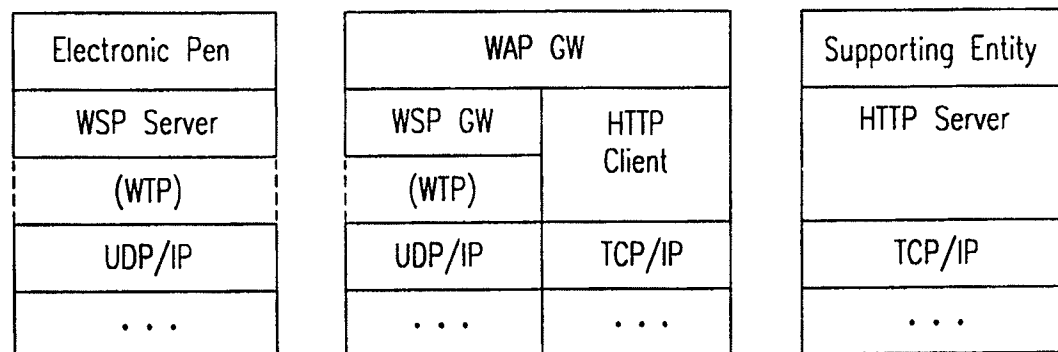 Electronic Pen
WSP Server
(WTP)
UDP/IP
...
WAP GW
WSP GW
(WTP)
UDP/IP
...
HTTP
Client
TCP/IP
...
Supporting Entity
HTTP Server
TCP/IP
...